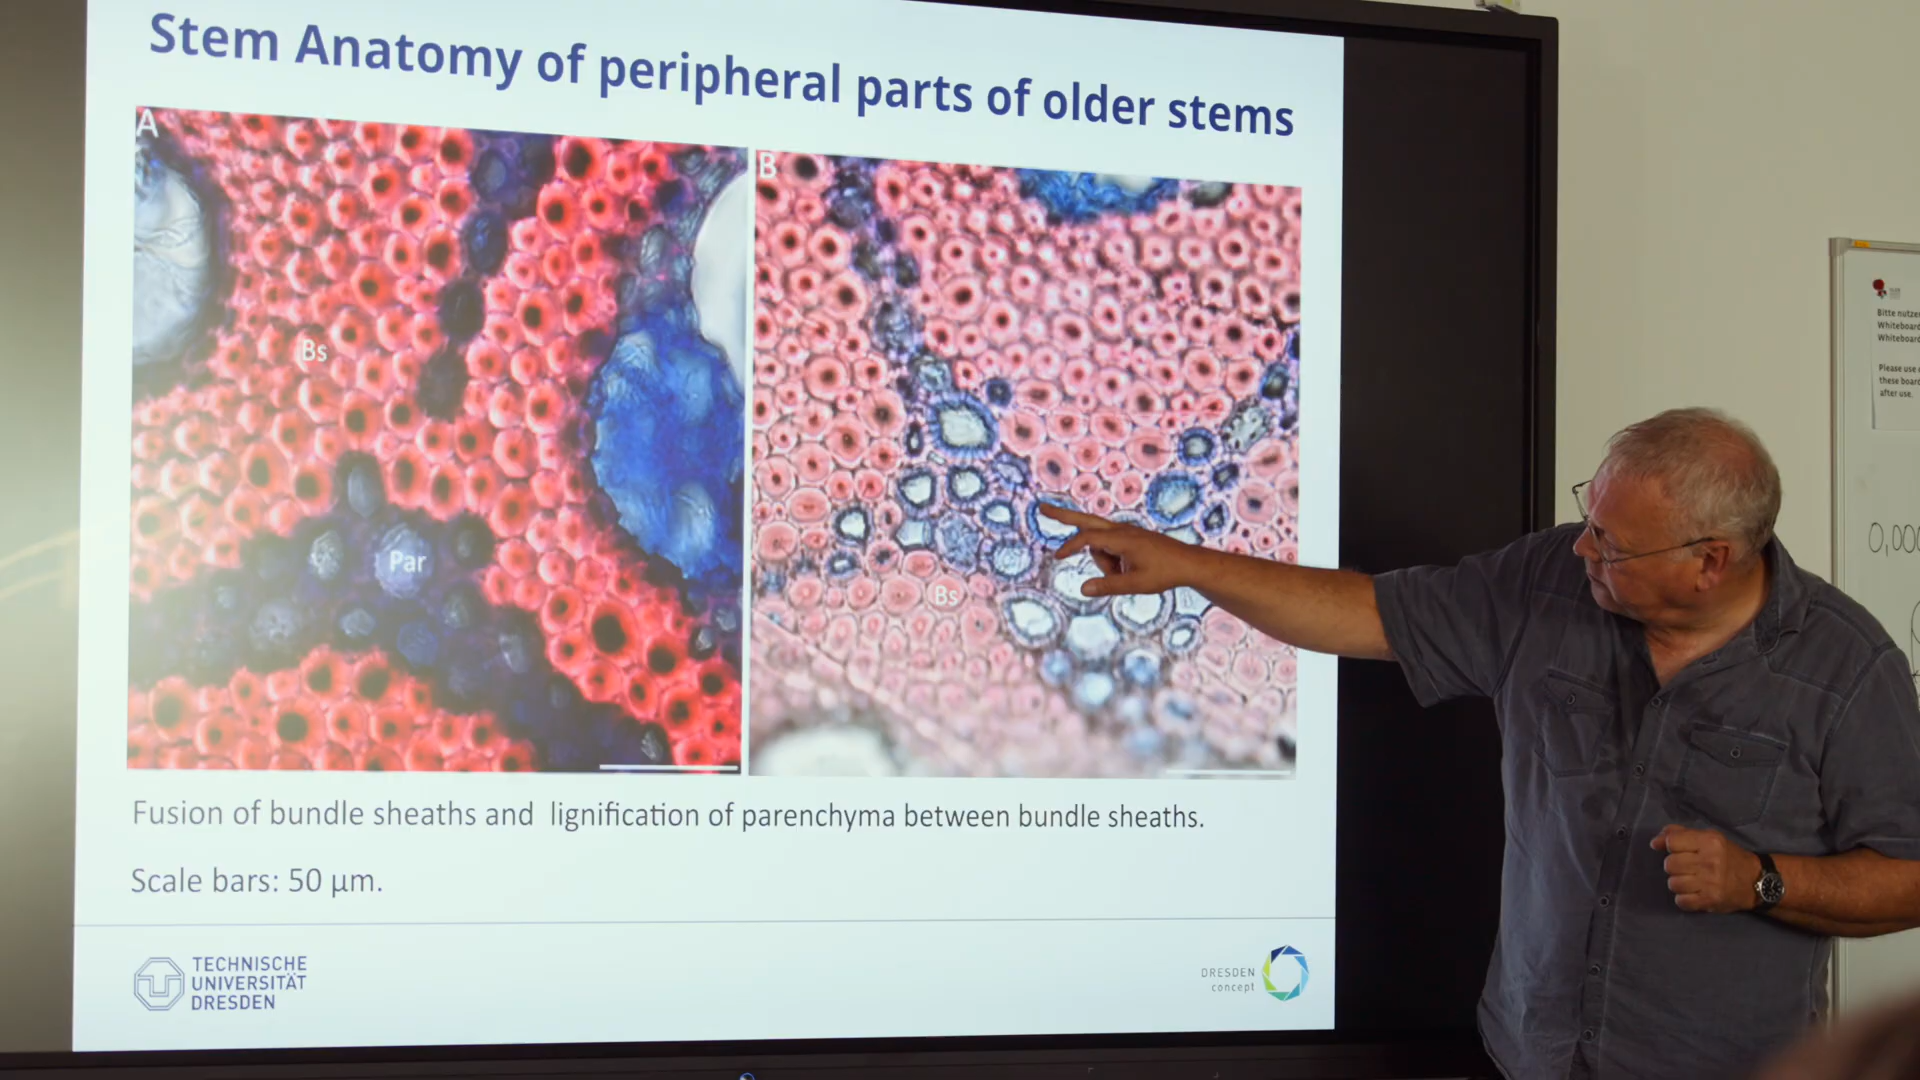 Stem Anatomy of peripheral parts of older stems
A
B
Bs
Par
Bs
Fusion of bundle sheaths and lignification of parenchyma between bundle sheaths.
Scale bars: 50 µm.
TECHNISCHE
UNIVERSITÄT
DRESDEN
DRESDEN
concept
Bitte nutze
Whiteboard
Whiteboard
Please use
these board
after use.
0,000